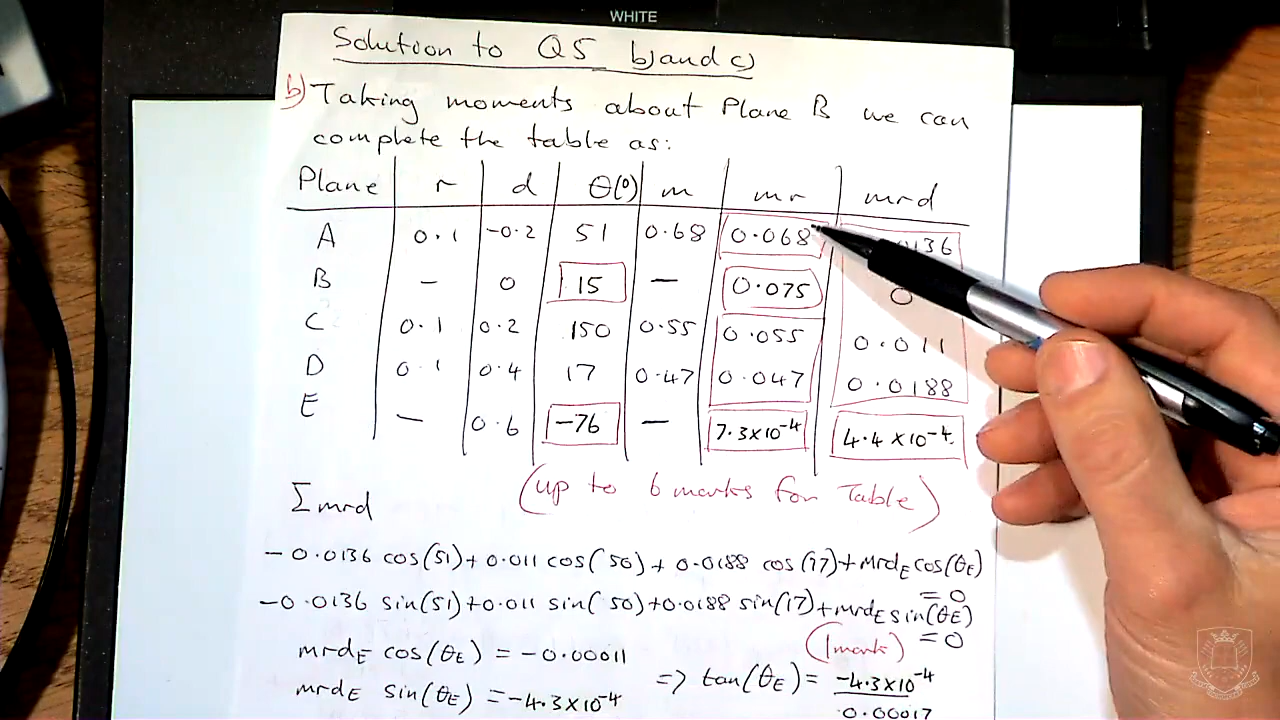 WHITE
Solution to Q5 b) and c)
b) Taking moments about Plane B we can
complete the table as:
Plane r d θ(°) m mr mrd
A 0.1 -0.2 51 0.68 0.068 0136
B - 0 15 - 0.075 0
C 0.1 0.2 150 0.55 0.055 0.011
D 0.1 0.4 17 0.47 0.047 0.0188
E - 0.6 -76 - 7.3x10⁻⁴ 4.4x10⁻⁴
(up to 6 marks for Table)
Σmrd
-0.0136 cos(51)+0.011 cos(50)+0.0188 cos(17)+mrd_E cos(θ_E)
= 0
-0.0136 sin(51)+0.011 sin(50)+0.0188 sin(17)+mrd_E sin(θ_E)
(1mark) = 0
mrd_E cos(θ_E) = -0.00011
mrd_E sin(θ_E) = -4.3x10⁻⁴ => tan(θ_E) = -4.3x10⁻⁴
0.00017